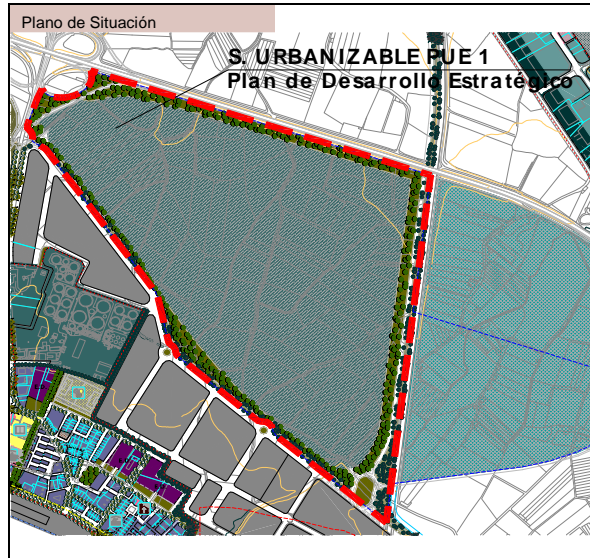 Plano de Situación
S. URBANIZABLE PUE 1
Plan de Desarrollo Estratégico